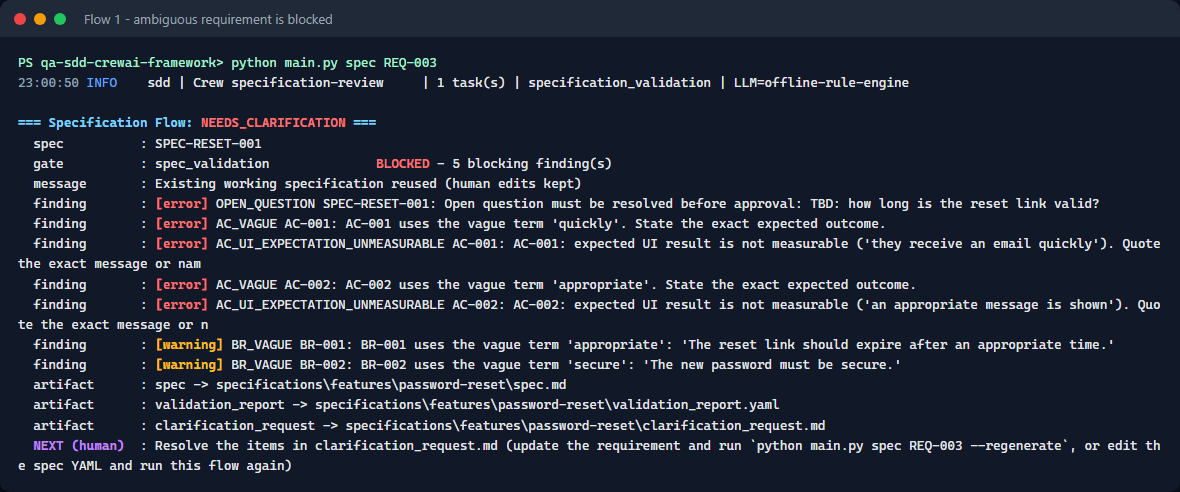 Flow 1 - ambiguous requirement is blocked
PS qa-sdd-crewai-framework> python main.py spec REQ-003
23:00:50 INFO    sdd | Crew specification-review     | 1 task(s) | specification_validation | LLM=offline-rule-engine
=== Specification Flow: NEEDS_CLARIFICATION ===
spec          : SPEC-RESET-001
gate          : spec_validation             BLOCKED - 5 blocking finding(s)
message       : Existing working specification reused (human edits kept)
finding       : [error] OPEN_QUESTION SPEC-RESET-001: Open question must be resolved before approval: TBD: how long is the reset link valid?
finding       : [error] AC_VAGUE AC-001: AC-001 uses the vague term 'quickly'. State the exact expected outcome.
finding       : [error] AC_UI_EXPECTATION_UNMEASURABLE AC-001: AC-001: expected UI result is not measurable ('they receive an email quickly'). Quote
the exact message or nam
finding       : [error] AC_VAGUE AC-002: AC-002 uses the vague term 'appropriate'. State the exact expected outcome.
finding       : [error] AC_UI_EXPECTATION_UNMEASURABLE AC-002: AC-002: expected UI result is not measurable ('an appropriate message is shown'). Quo
te the exact message or n
finding       : [warning] BR_VAGUE BR-001: BR-001 uses the vague term 'appropriate': 'The reset link should expire after an appropriate time.'
finding       : [warning] BR_VAGUE BR-002: BR-002 uses the vague term 'secure': 'The new password must be secure.'
artifact      : spec -> specifications\features\password-reset\spec.md
artifact      : validation_report -> specifications\features\password-reset\validation_report.yaml
artifact      : clarification_request -> specifications\features\password-reset\clarification_request.md
NEXT (human)  : Resolve the items in clarification_request.md (update the requirement and run `python main.py spec REQ-003 --regenerate`, or edit th
e spec YAML and run this flow again)